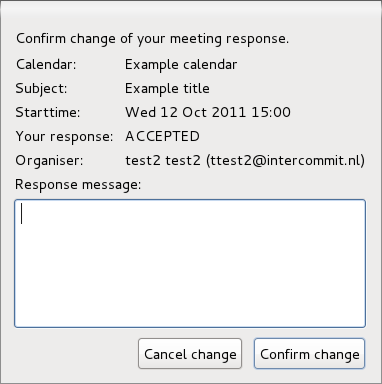 Confirm change of your meeting response.
Calendar: Example calendar
Subject: Example title
Starttime: Wed 12 Oct 2011 15:00
Your response: ACCEPTED
Organiser: test2 test2 (ttest2@intercommit.nl)
Response message:
Cancel change Confirm change